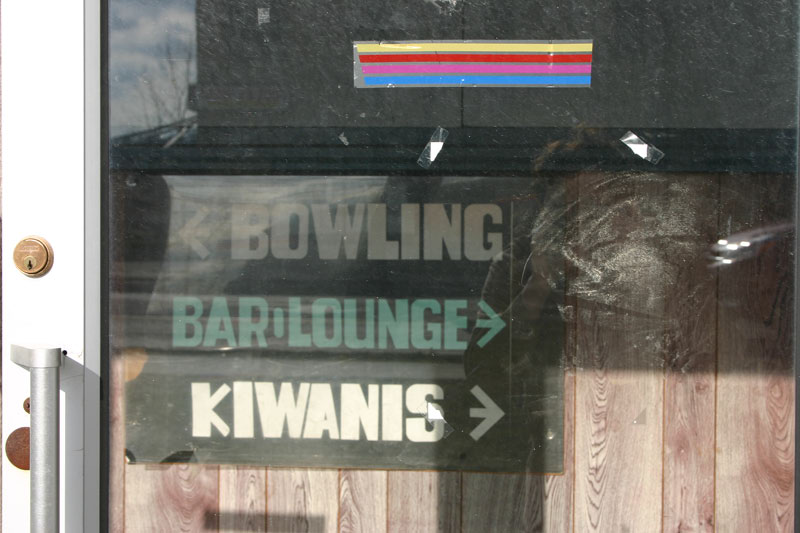 ← BOWLING
BAR·LOUNGE →
KIWANIS →